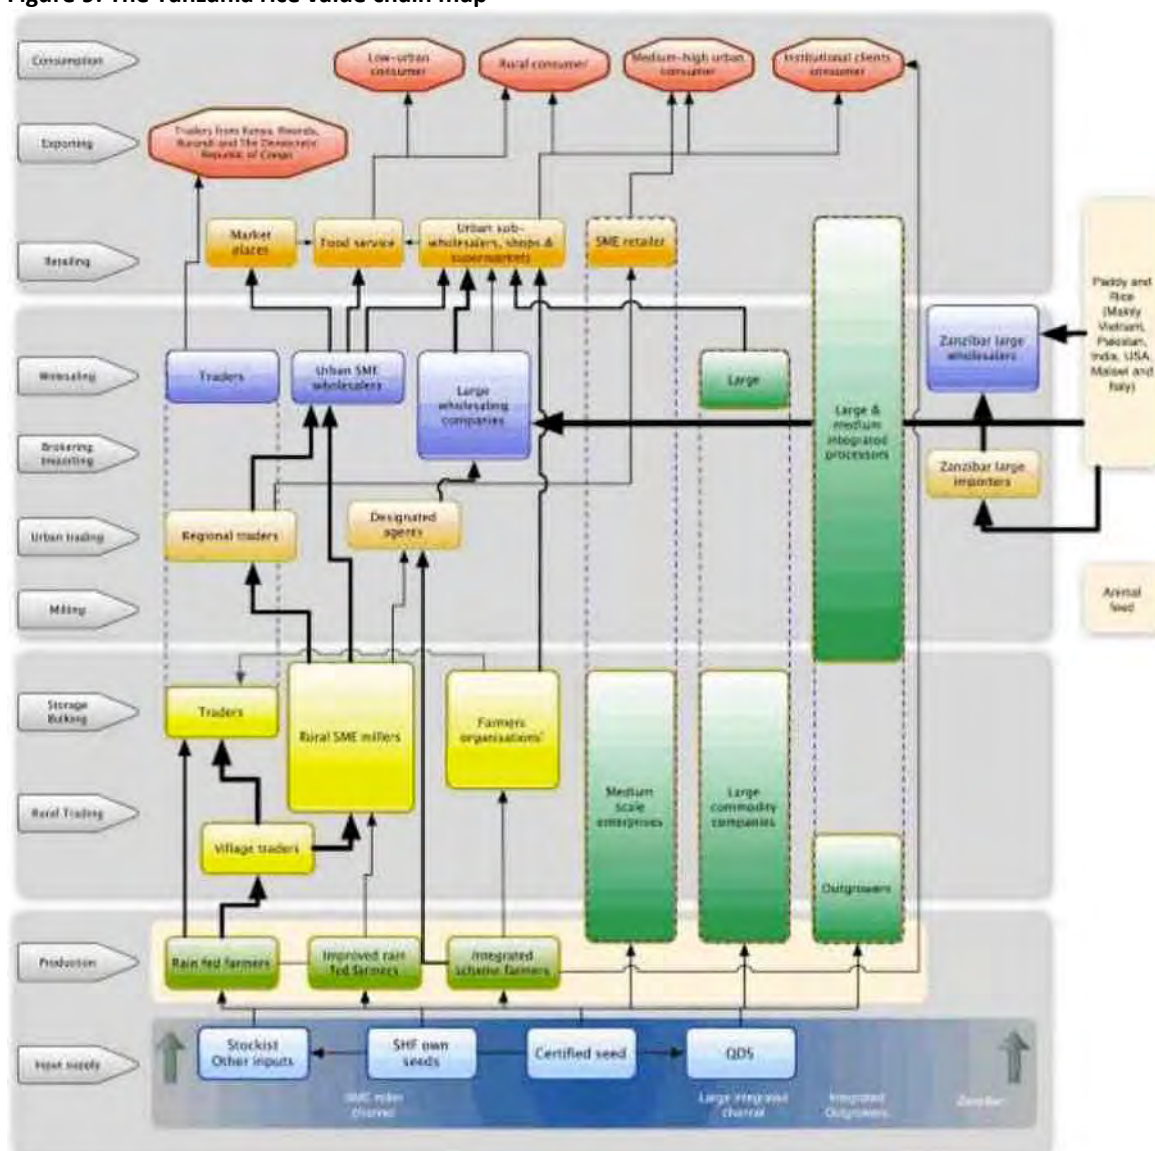 Figure 9: The Tanzania rice value chain map
Consumption
Low-urban
consumer
Rural consumer
Medium-high urban
consumer
Institutional clients
consumer
Exporting
Traders from Kenya, Rwanda,
Burundi and The Democratic
Republic of Congo
Retailing
Market
places
Food service
Urban sub-
wholesalers, shops &
supermarkets
SME retailer
Paddy and
Rice
(Mainly
Vietnam,
Pakistan,
India, USA,
Malawi and
Italy)
Wholesaling
Traders
Urban SME
wholesalers
Large
wholesaling
companies
Large
Large &
medium
integrated
processors
Zanzibar large
wholesalers
Brokering
Importing
Zanzibar large
importers
Urban trading
Regional traders
Designated
agents
Milling
Animal
feed
Storage
Bulking
Traders
Rural SME millers
Farmers
organisations'
Rural Trading
Village traders
Medium
scale
enterprises
Large
commodity
companies
Outgrowers
Production
Rain fed farmers
Improved rain
fed farmers
Integrated
scheme farmers
Input supply
Stockist
Other inputs
SHF own
seeds
Certified seed
QDS
SME miller
channel
Large integrated
channel
Integrated
Outgrowers
Zanzibar